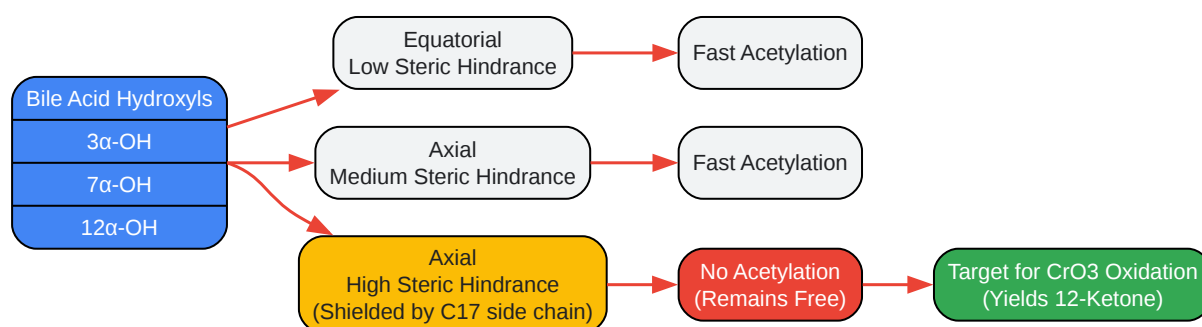 Bile Acid Hydroxyls
3α-OH
7α-OH
12α-OH
Equatorial
Low Steric Hindrance
Fast Acetylation
Axial
Medium Steric Hindrance
Fast Acetylation
Axial
High Steric Hindrance
(Shielded by C17 side chain)
No Acetylation
(Remains Free)
Target for CrO3 Oxidation
(Yields 12-Ketone)